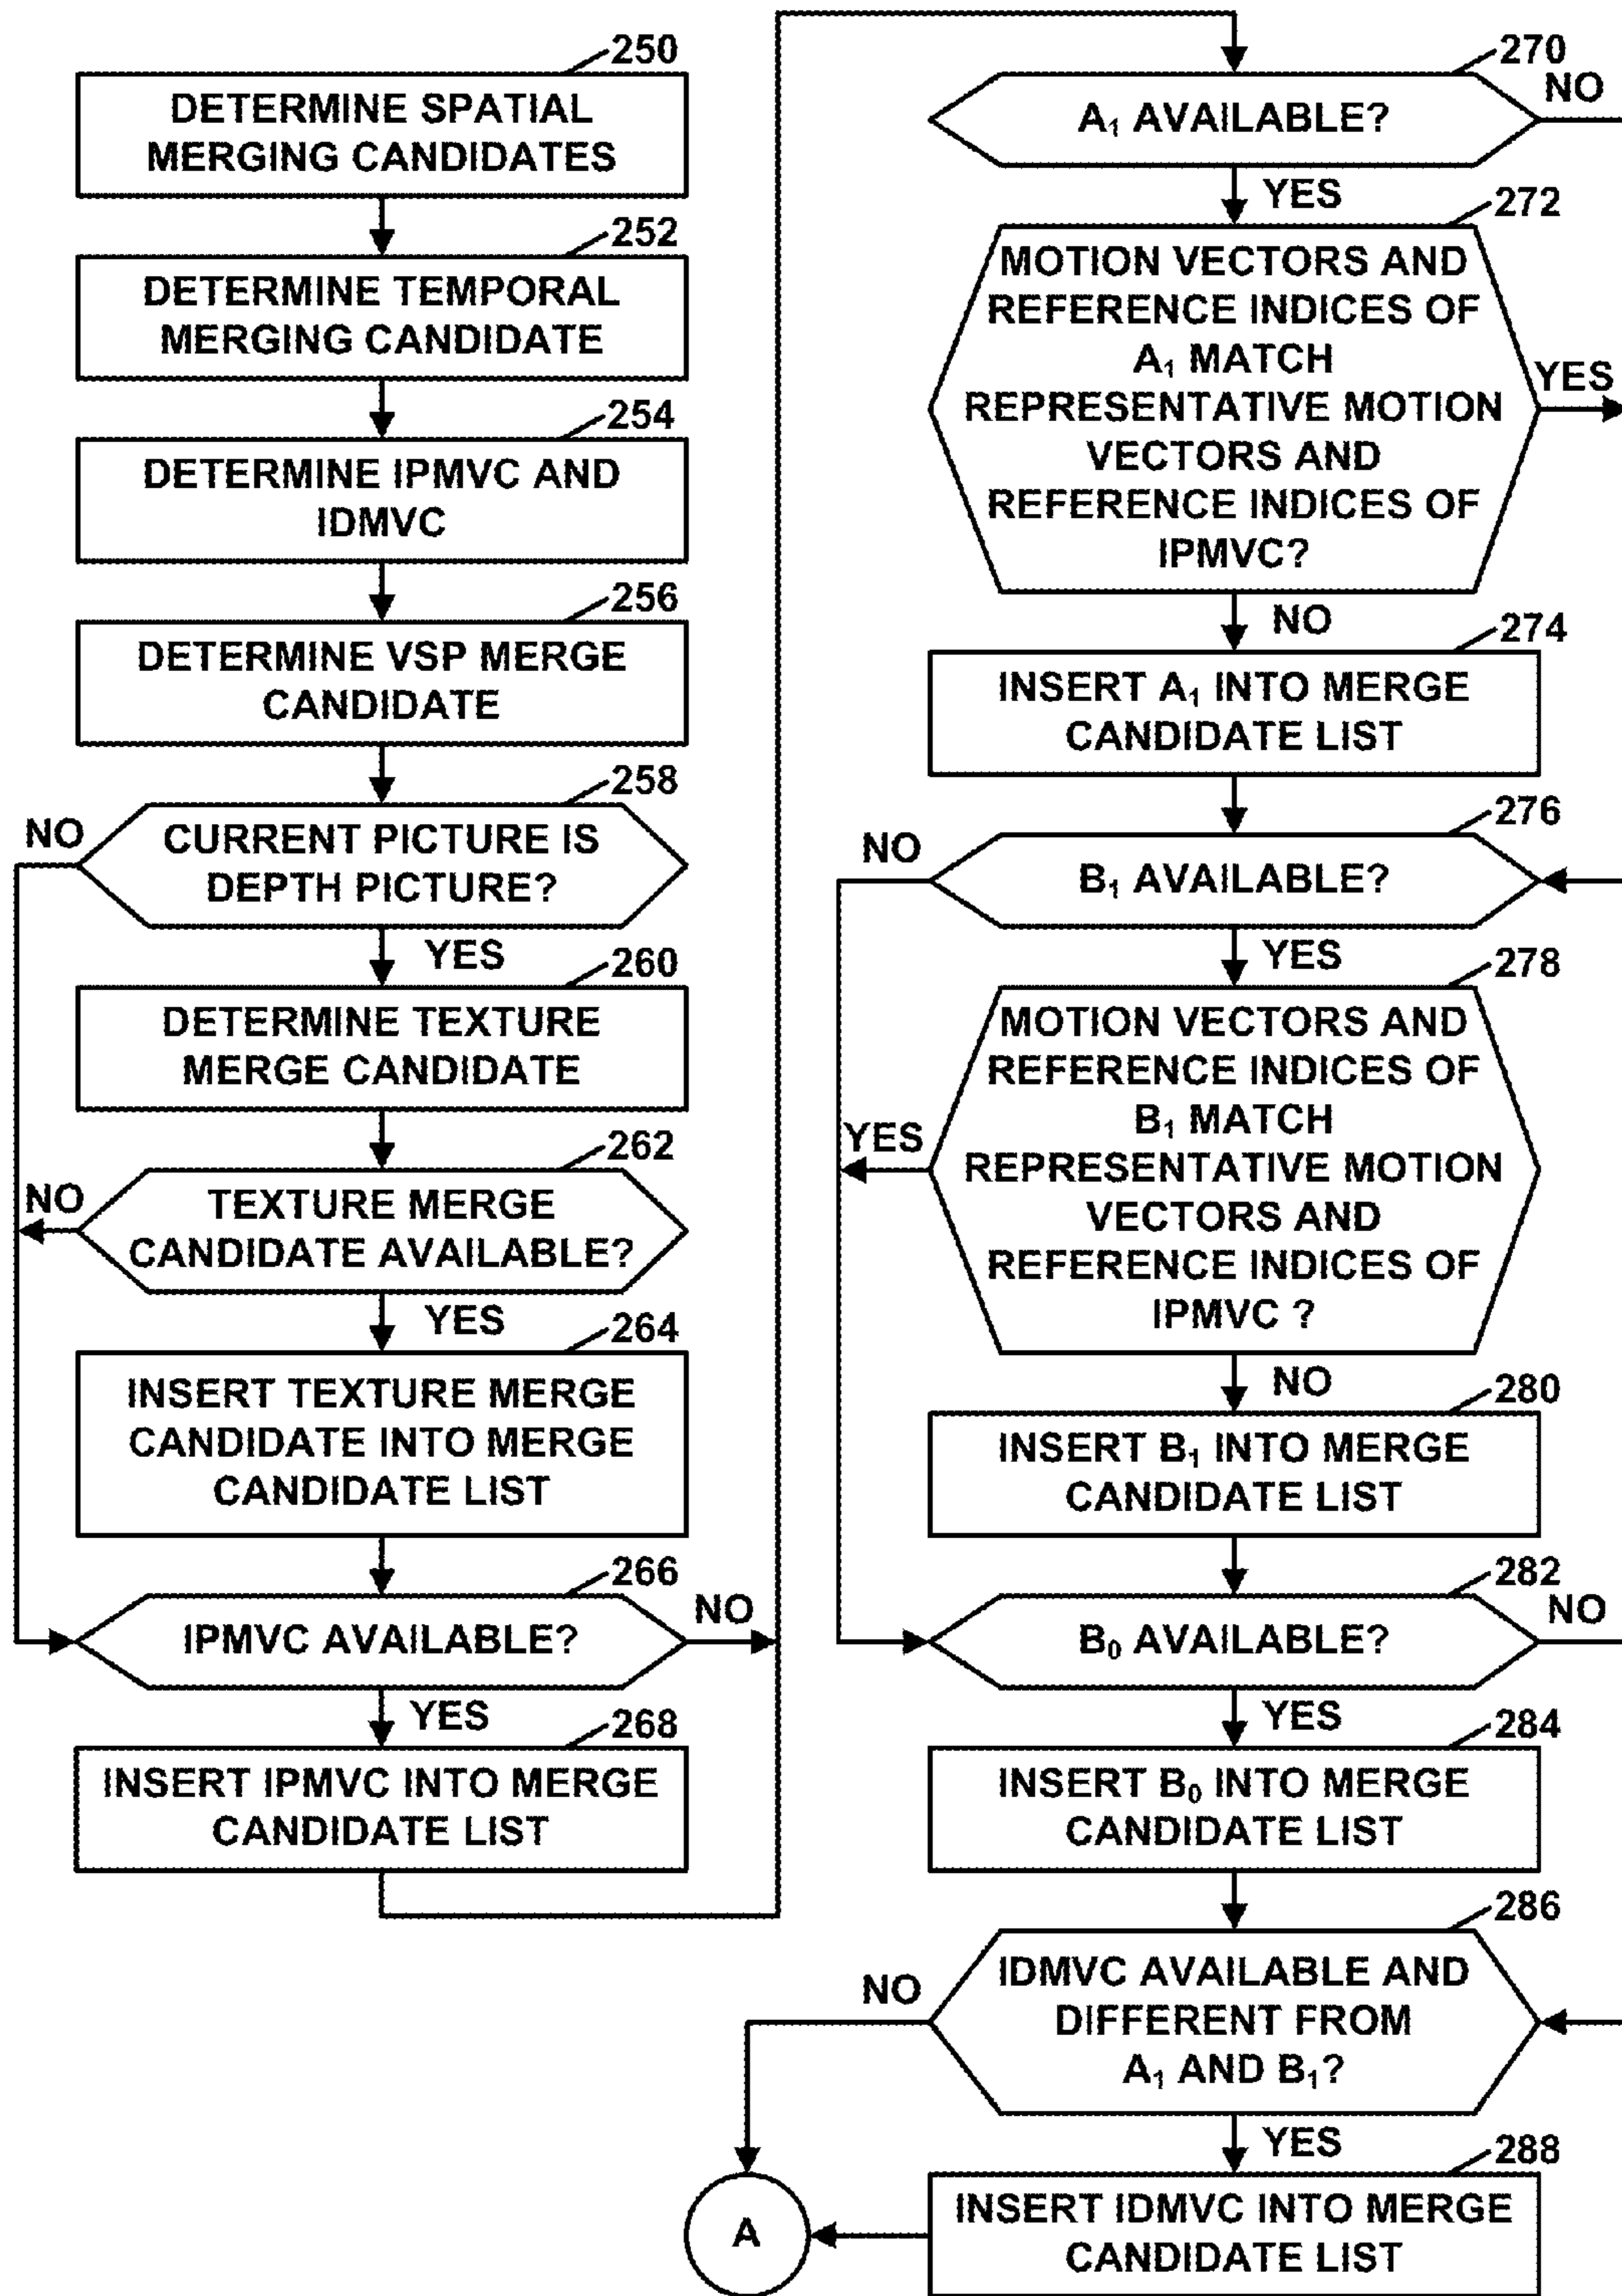 250
DETERMINE SPATIAL
MERGING CANDIDATES
252
DETERMINE TEMPORAL
MERGING CANDIDATE
254
DETERMINE IPMVC AND
IDMVC
256
DETERMINE VSP MERGE
CANDIDATE
258
NO
CURRENT PICTURE IS
DEPTH PICTURE?
YES
260
DETERMINE TEXTURE
MERGE CANDIDATE
262
NO
TEXTURE MERGE
CANDIDATE AVAILABLE?
YES
264
INSERT TEXTURE MERGE
CANDIDATE INTO MERGE
CANDIDATE LIST
266
NO
IPMVC AVAILABLE?
YES
268
INSERT IPMVC INTO MERGE
CANDIDATE LIST
270
NO
A₁ AVAILABLE?
YES
272
MOTION VECTORS AND
REFERENCE INDICES OF
A₁ MATCH
REPRESENTATIVE MOTION
VECTORS AND
REFERENCE INDICES OF
IPMVC?
YES
NO
274
INSERT A₁ INTO MERGE
CANDIDATE LIST
276
NO
B₁ AVAILABLE?
YES
278
MOTION VECTORS AND
REFERENCE INDICES OF
B₁ MATCH
REPRESENTATIVE MOTION
VECTORS AND
REFERENCE INDICES OF
IPMVC ?
YES
NO
280
INSERT B₁ INTO MERGE
CANDIDATE LIST
282
NO
B₀ AVAILABLE?
YES
284
INSERT B₀ INTO MERGE
CANDIDATE LIST
286
NO
IDMVC AVAILABLE AND
DIFFERENT FROM
A₁ AND B₁?
YES
288
INSERT IDMVC INTO MERGE
CANDIDATE LIST
A